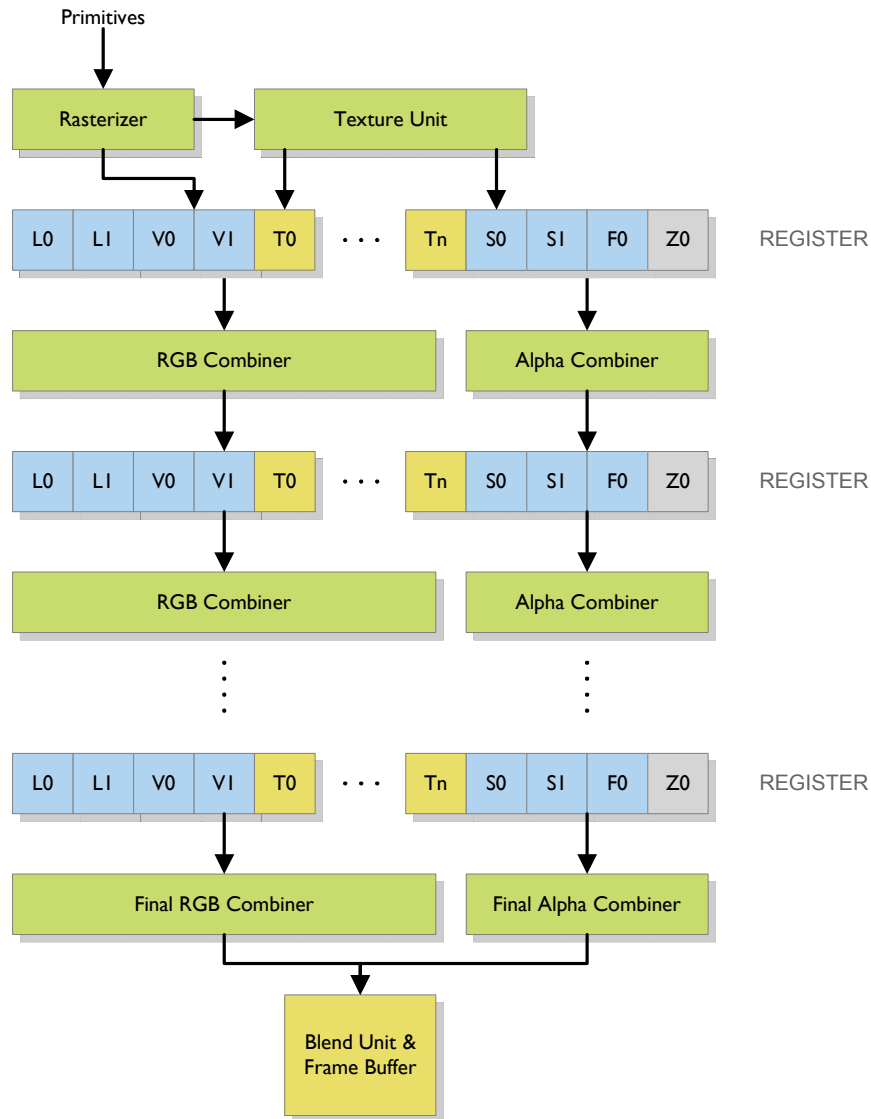 Primitives
Rasterizer
Texture Unit
L0 L1 V0 V1 T0 . . . Tn S0 S1 F0 Z0 REGISTER
RGB Combiner Alpha Combiner
L0 L1 V0 V1 T0 . . . Tn S0 S1 F0 Z0 REGISTER
RGB Combiner Alpha Combiner
L0 L1 V0 V1 T0 . . . Tn S0 S1 F0 Z0 REGISTER
Final RGB Combiner Final Alpha Combiner
Blend Unit &
Frame Buffer